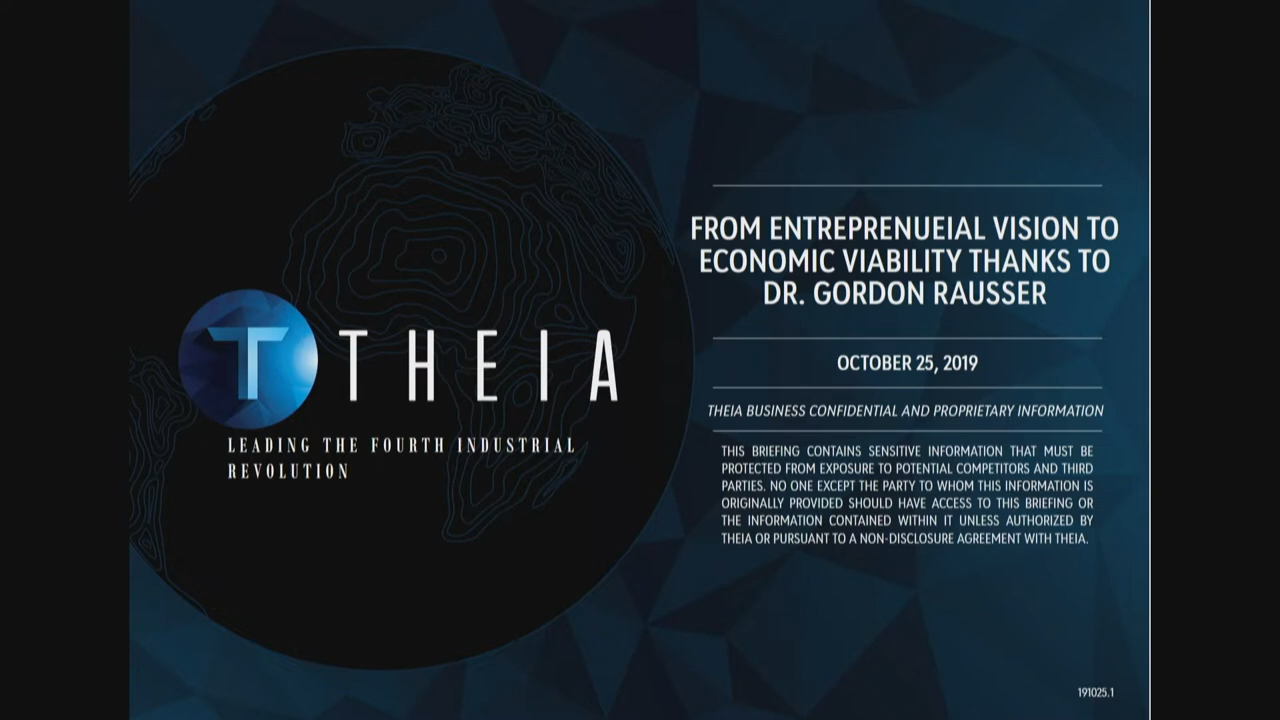 T THEIA
LEADING THE FOURTH INDUSTRIAL
REVOLUTION
FROM ENTREPRENUEIAL VISION TO
ECONOMIC VIABILITY THANKS TO
DR. GORDON RAUSSER
OCTOBER 25, 2019
THEIA BUSINESS CONFIDENTIAL AND PROPRIETARY INFORMATION
THIS BRIEFING CONTAINS SENSITIVE INFORMATION THAT MUST BE
PROTECTED FROM EXPOSURE TO POTENTIAL COMPETITORS AND THIRD
PARTIES. NO ONE EXCEPT THE PARTY TO WHOM THIS INFORMATION IS
ORIGINALLY PROVIDED SHOULD HAVE ACCESS TO THIS BRIEFING OR
THE INFORMATION CONTAINED WITHIN IT UNLESS AUTHORIZED BY
THEIA OR PURSUANT TO A NON-DISCLOSURE AGREEMENT WITH THEIA.
191025.1